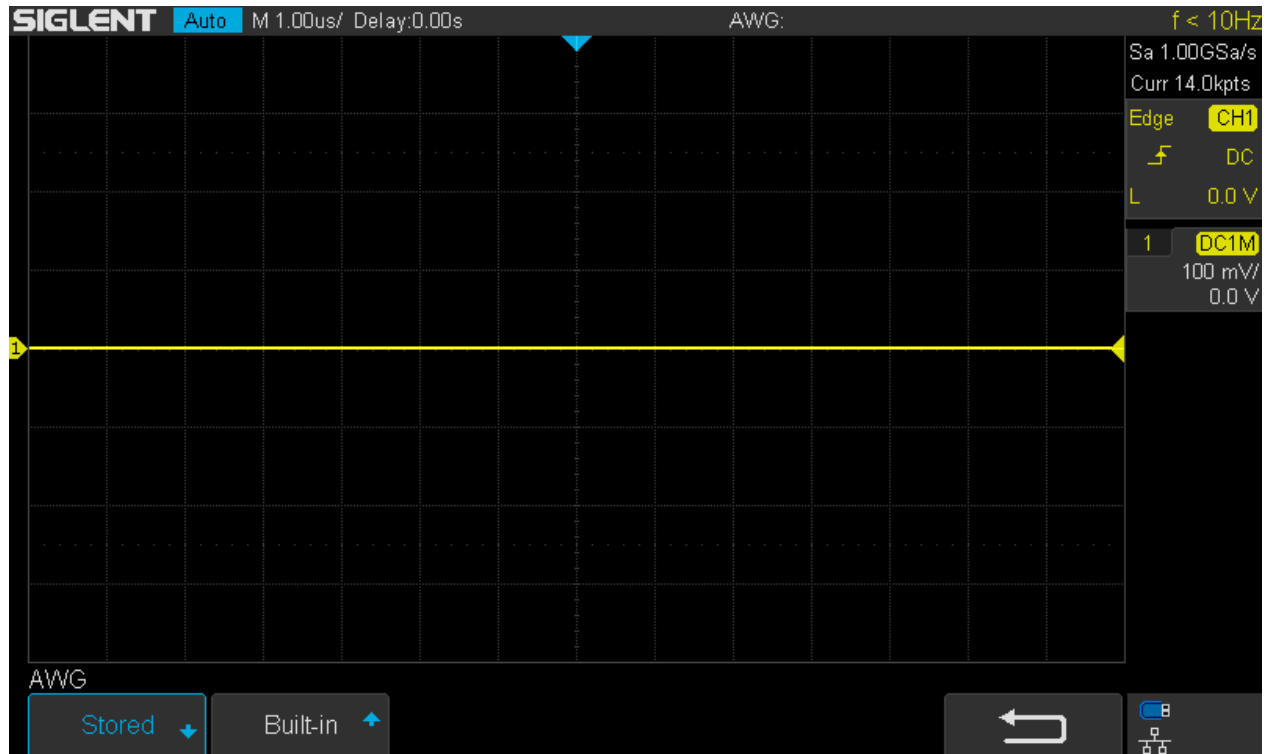 SIGLENT Auto M 1.00us/ Delay:0.00s AWG: f < 10Hz
Sa 1.00GSa/s
Curr 14.0kpts
Edge CH1
DC
L 0.0 V
1 DC1M
100 mV/
0.0 V
1
AWG
Stored Built-in